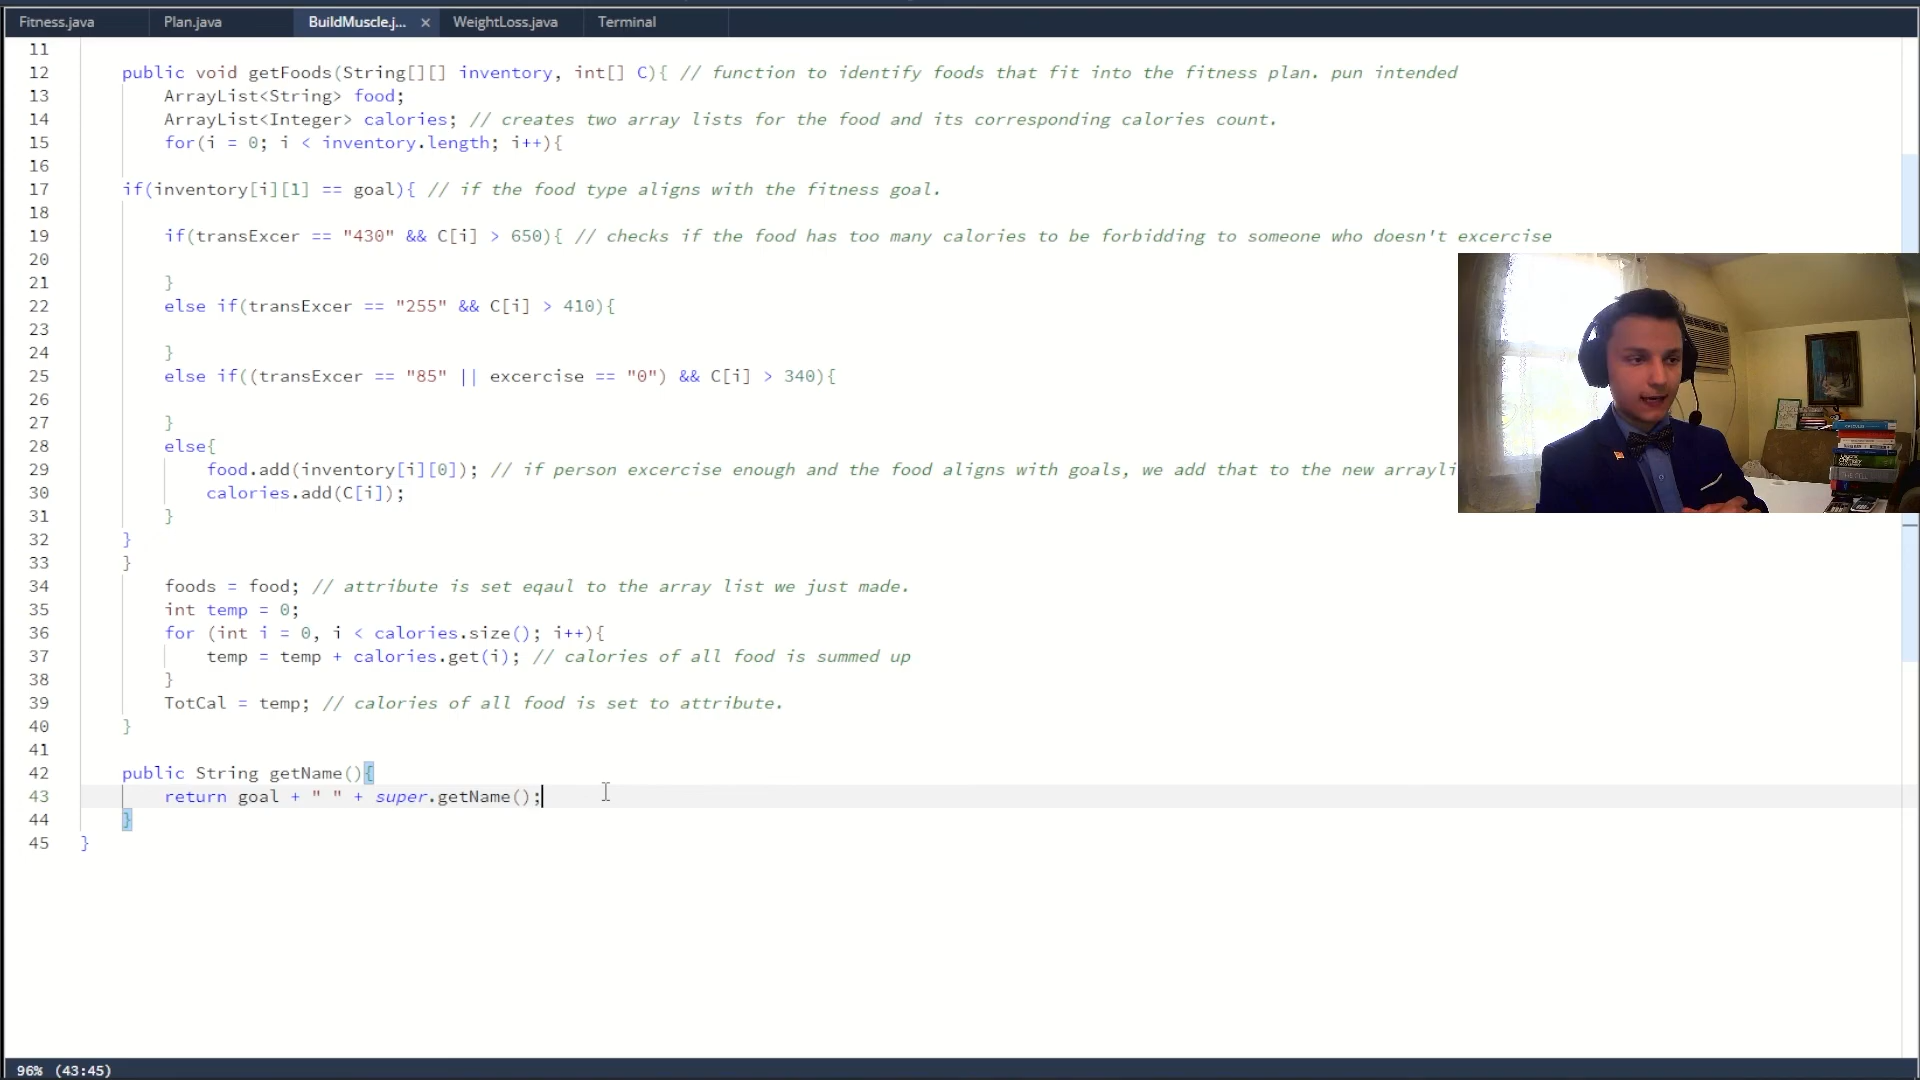 Fitness.java Plan.java BuildMuscle.j... × WeightLoss.java Terminal
11
12 public void getFoods(String[][] inventory, int[] C){ // function to identify foods that fit into the fitness plan. pun intended
13 ArrayList<String> food;
14 ArrayList<Integer> calories; // creates two array lists for the food and its corresponding calories count.
15 for(i = 0; i < inventory.length; i++){
16
17 if(inventory[i][1] == goal){ // if the food type aligns with the fitness goal.
18
19 if(transExcer == "430" && C[i] > 650){ // checks if the food has too many calories to be forbidding to someone who doesn't excercise
20
21 }
22 else if(transExcer == "255" && C[i] > 410){
23
24 }
25 else if((transExcer == "85" || excercise == "0") && C[i] > 340){
26
27 }
28 else{
29 food.add(inventory[i][0]); // if person excercise enough and the food aligns with goals, we add that to the new arrayli
30 calories.add(C[i]);
31 }
32 }
33 }
34 foods = food; // attribute is set eqaul to the array list we just made.
35 int temp = 0;
36 for (int i = 0, i < calories.size(); i++){
37 temp = temp + calories.get(i); // calories of all food is summed up
38 }
39 TotCal = temp; // calories of all food is set to attribute.
40 }
41
42 public String getName(){
43 return goal + " " + super.getName();
44 }
45 }
96% (43:45)